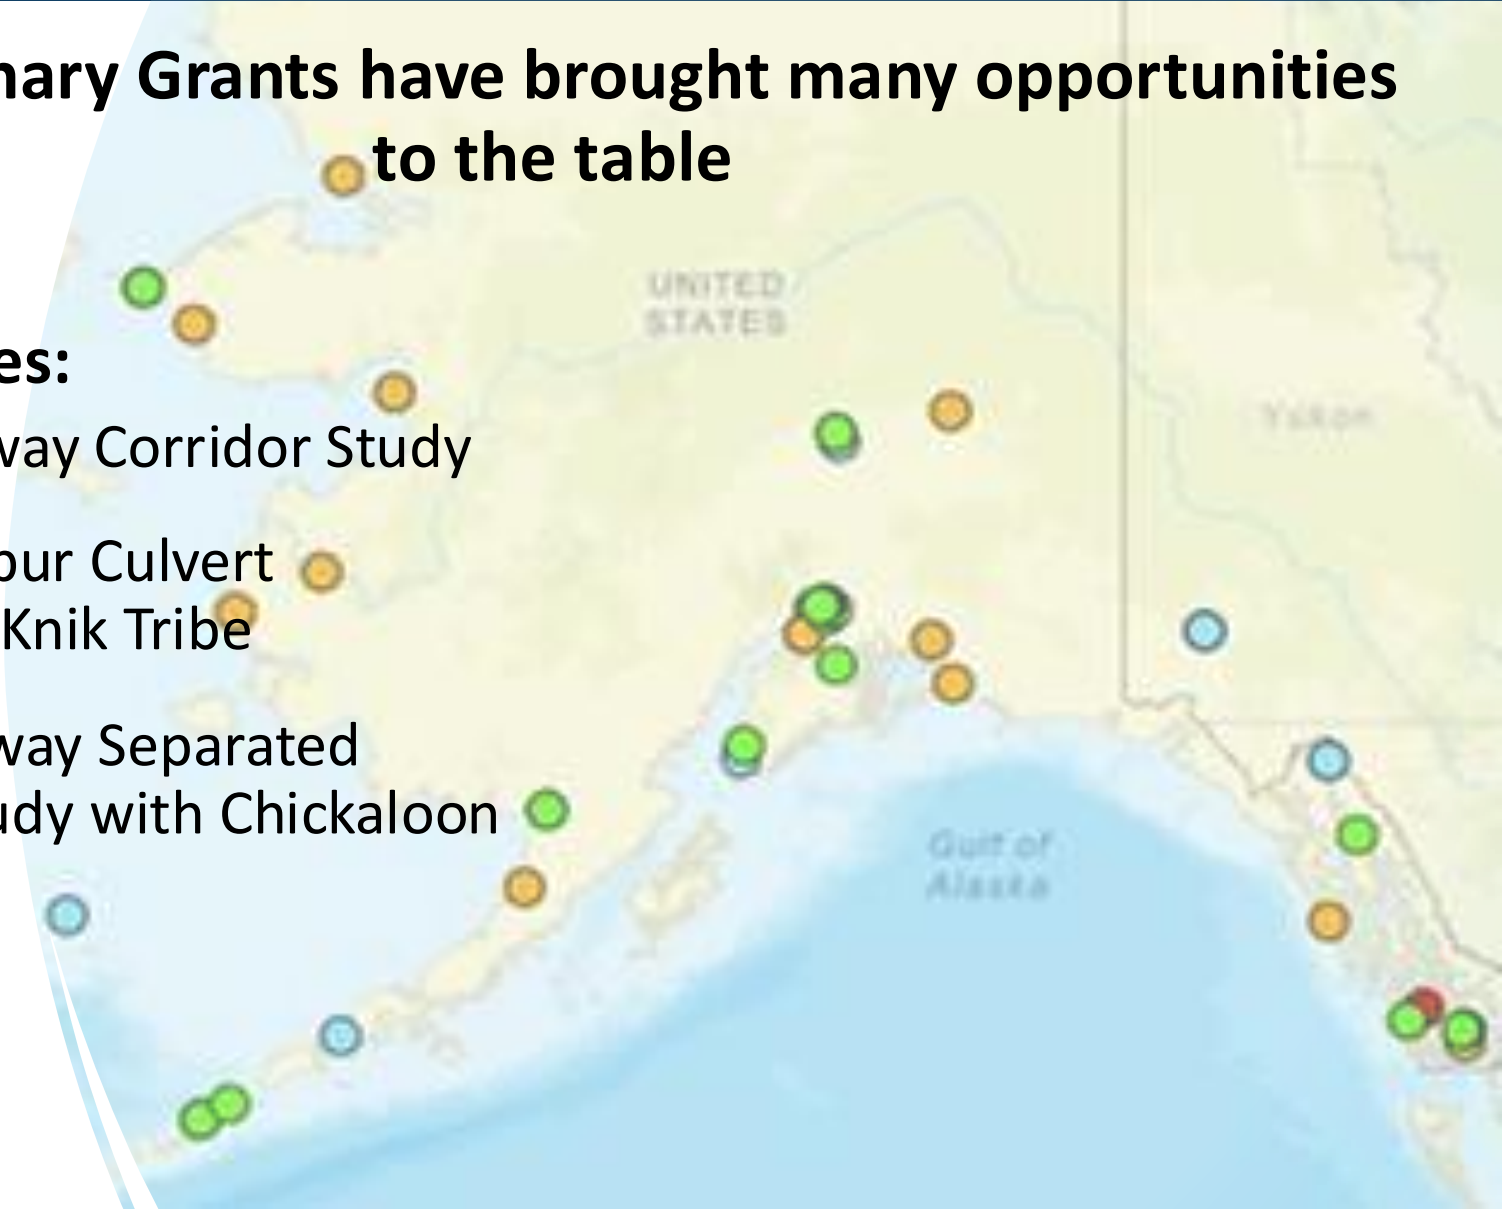 nary Grants have brought many opportunities
to the table
UNITED
STATES
es:
way Corridor Study
Yukon
our Culvert
Knik Tribe
way Separated
udy with Chickaloon
Gulf of
Alaska